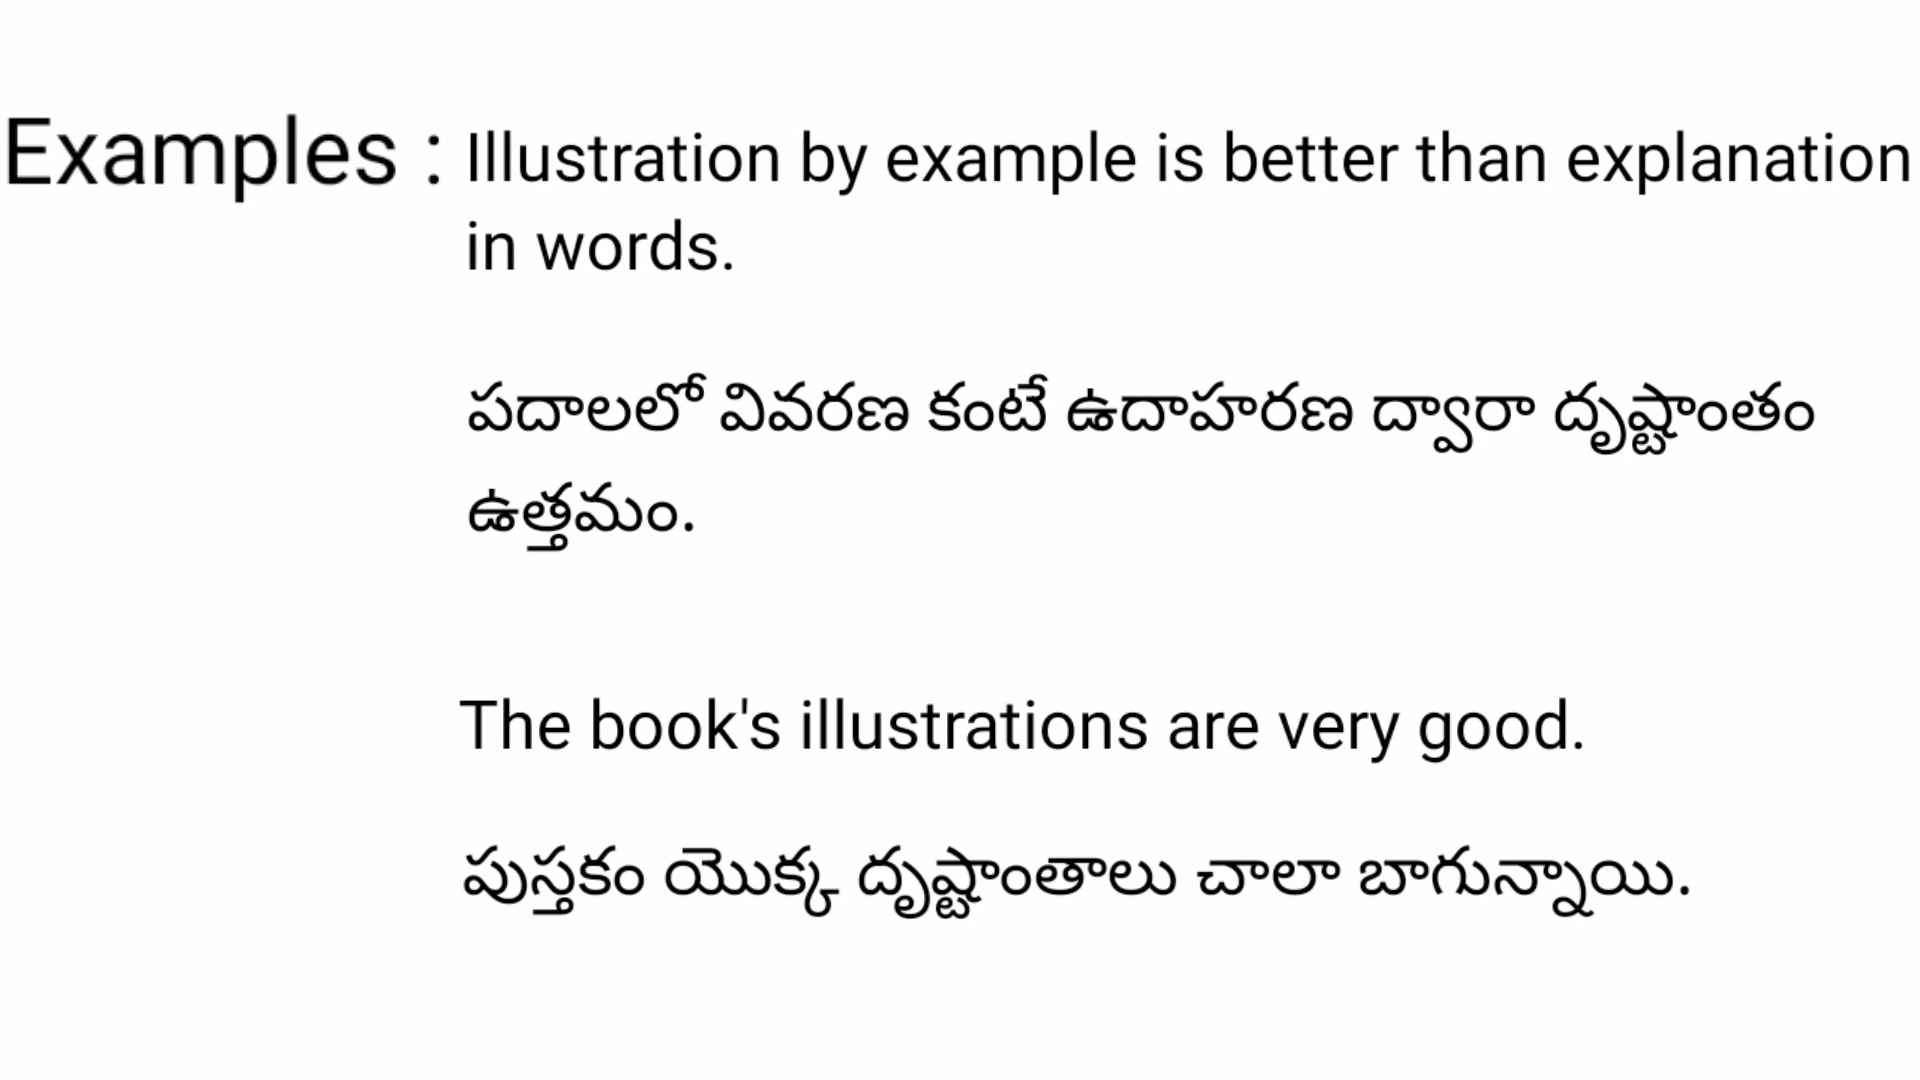 Examples : Illustration by example is better than explanation
in words.
పదాలలో వివరణ కంటే ఉదాహరణ ద్వారా దృష్టాంతం
ఉత్తమం.
The book's illustrations are very good.
పుస్తకం యొక్క దృష్టాంతాలు చాలా బాగున్నాయి.